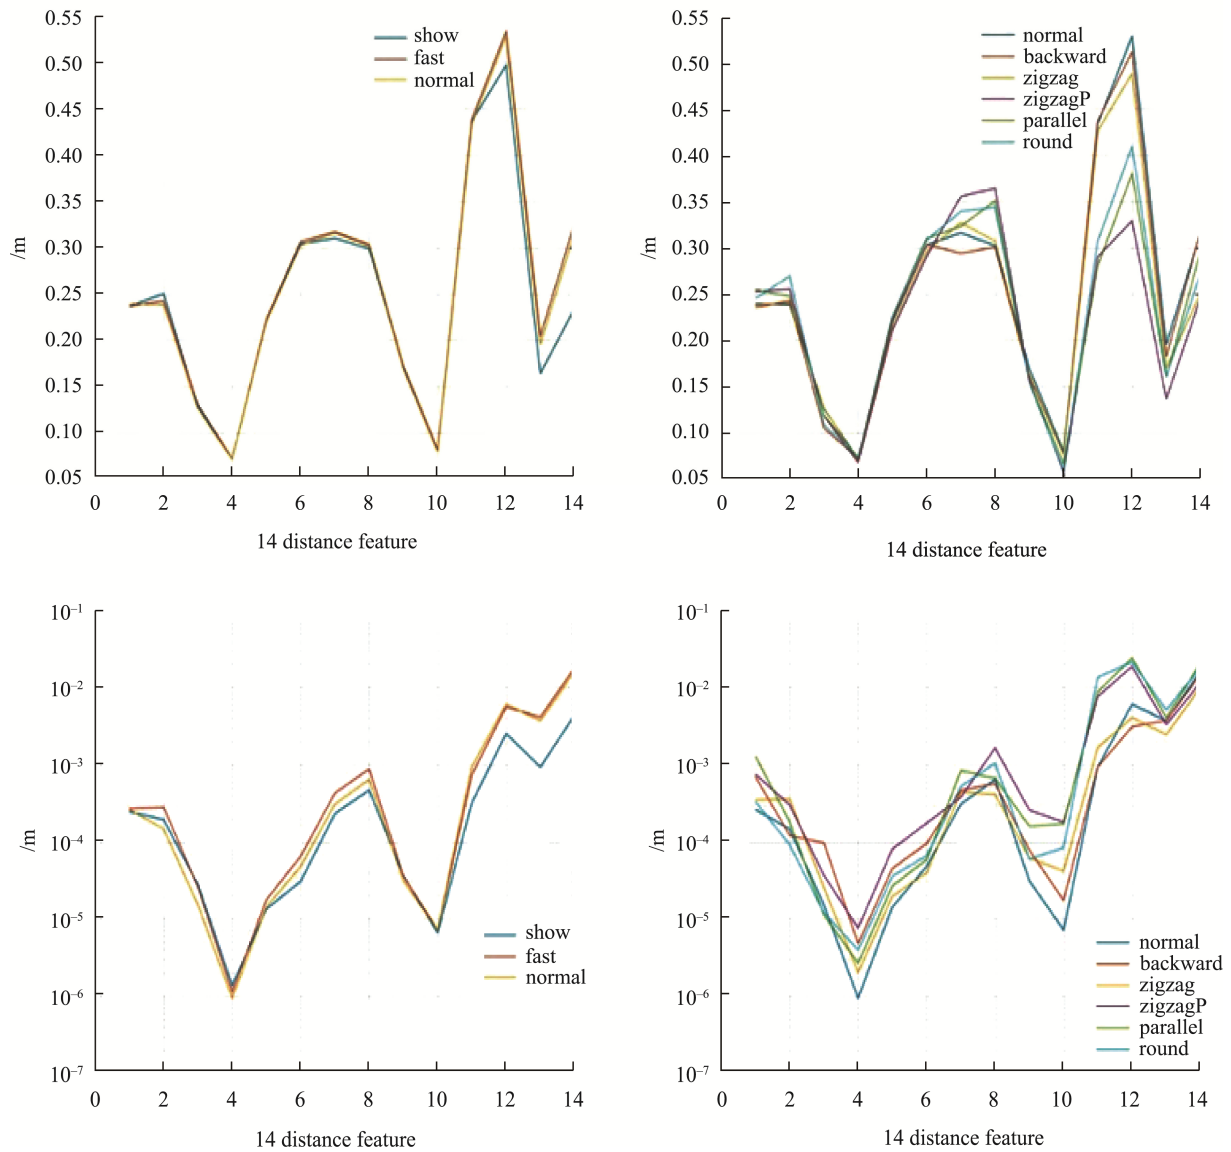 0.55
0.50
0.45
0.40
0.35
0.30
0.25
0.20
0.15
0.10
0.05
/m
show
fast
normal
0 2 4 6 8 10 12 14
14 distance feature
0.55
0.50
0.45
0.40
0.35
0.30
0.25
0.20
0.15
0.10
0.05
/m
normal
backward
zigzag
zigzagP
parallel
round
0 2 4 6 8 10 12 14
14 distance feature
10⁻¹
10⁻²
10⁻³
10⁻⁴
10⁻⁵
10⁻⁶
10⁻⁷
/m
show
fast
normal
0 2 4 6 8 10 12 14
14 distance feature
10⁻¹
10⁻²
10⁻³
10⁻⁴
10⁻⁵
10⁻⁶
10⁻⁷
/m
normal
backward
zigzag
zigzagP
parallel
round
0 2 4 6 8 10 12 14
14 distance feature